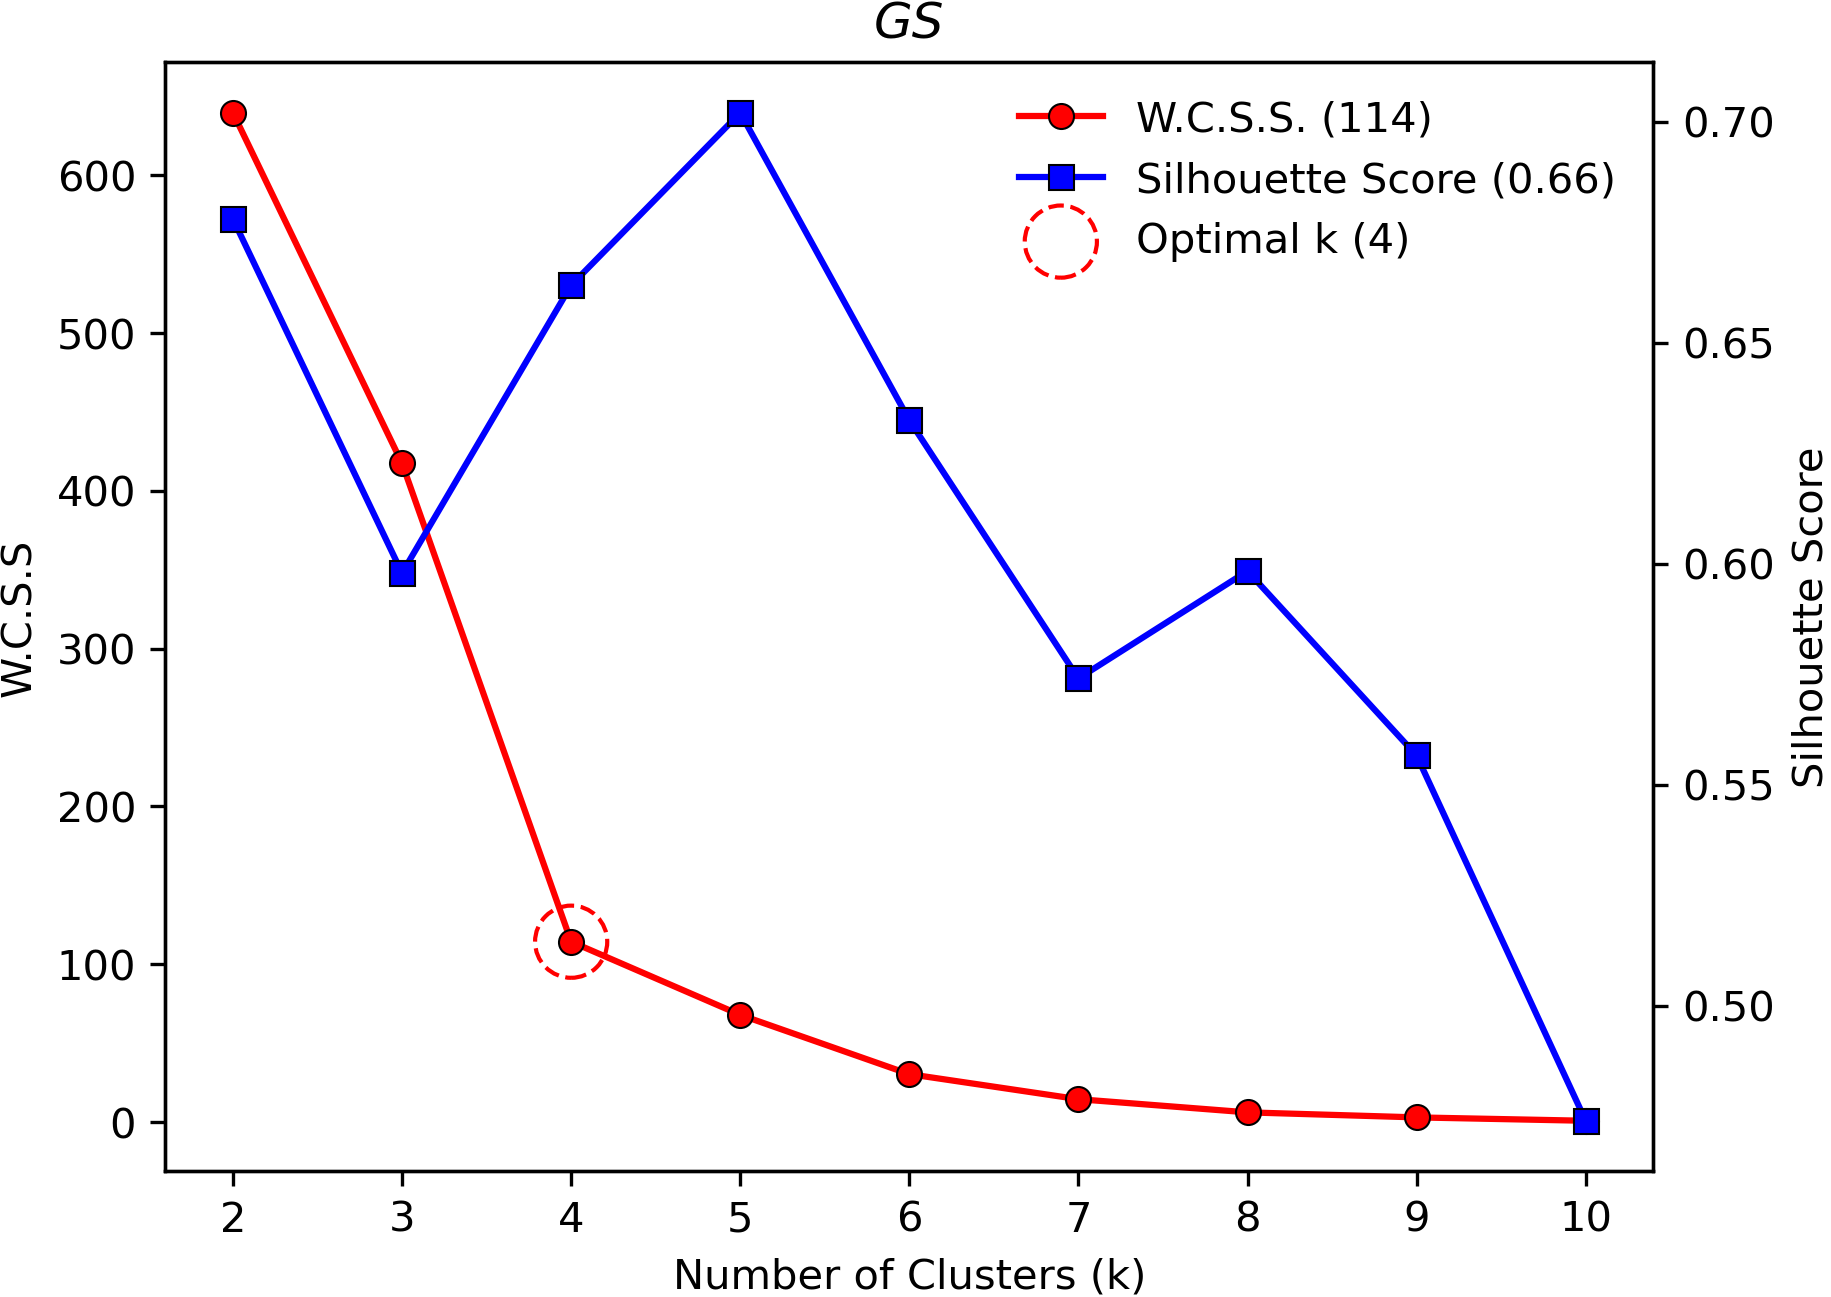 GS
W.C.S.S. (114)
Silhouette Score (0.66)
Optimal k (4)
W.C.S.S
600
500
400
300
200
100
0
0.70
0.65
0.60
0.55
0.50
Silhouette Score
2 3 4 5 6 7 8 9 10
Number of Clusters (k)